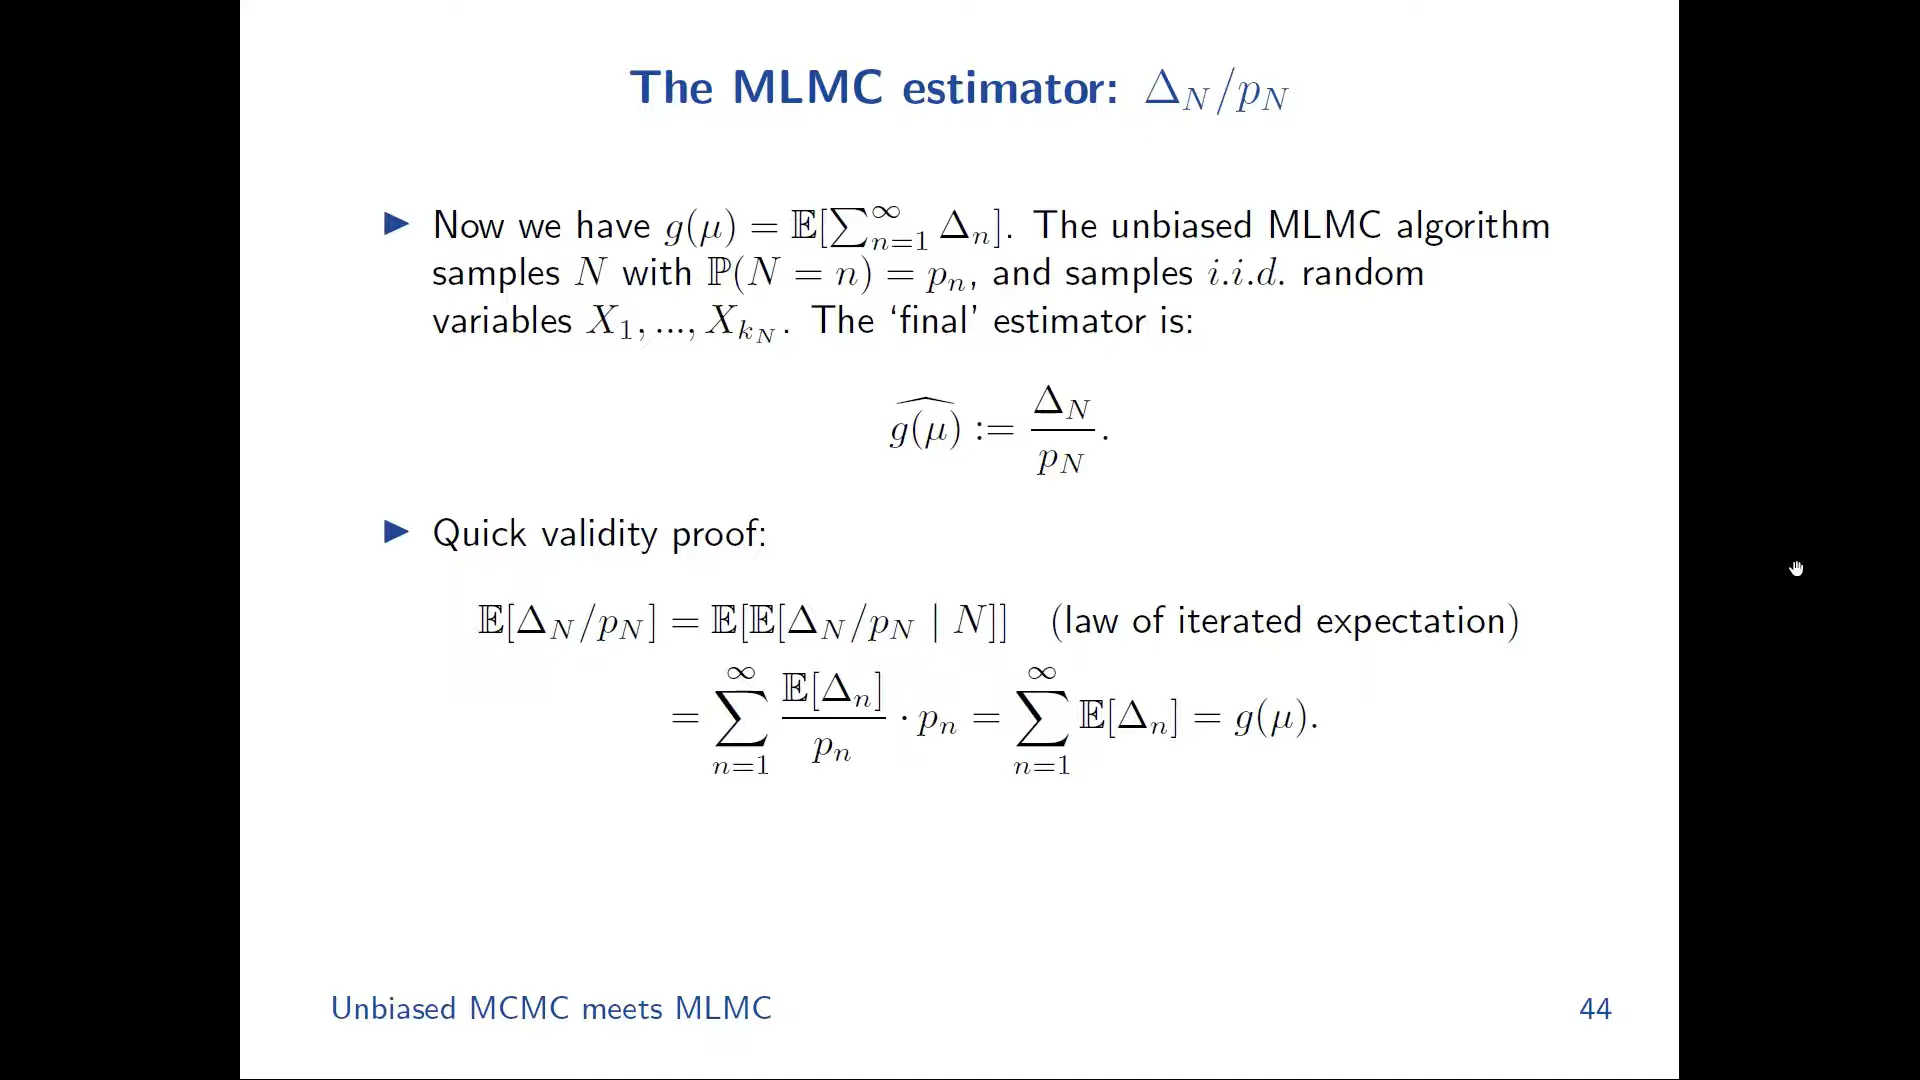 The MLMC estimator: Δ_N/p_N
▶ Now we have g(μ) = 𝔼[∑_{n=1}^{∞} Δ_n]. The unbiased MLMC algorithm
samples N with ℙ(N = n) = p_n, and samples i.i.d. random
variables X_1, ..., X_{k_N}. The ‘final’ estimator is:
\widehat{g(μ)} := \frac{Δ_N}{p_N}.
▶ Quick validity proof:
𝔼[Δ_N/p_N] = 𝔼[𝔼[Δ_N/p_N | N]] (law of iterated expectation)
= ∑_{n=1}^{∞} \frac{𝔼[Δ_n]}{p_n} · p_n = ∑_{n=1}^{∞} 𝔼[Δ_n] = g(μ).
Unbiased MCMC meets MLMC 44